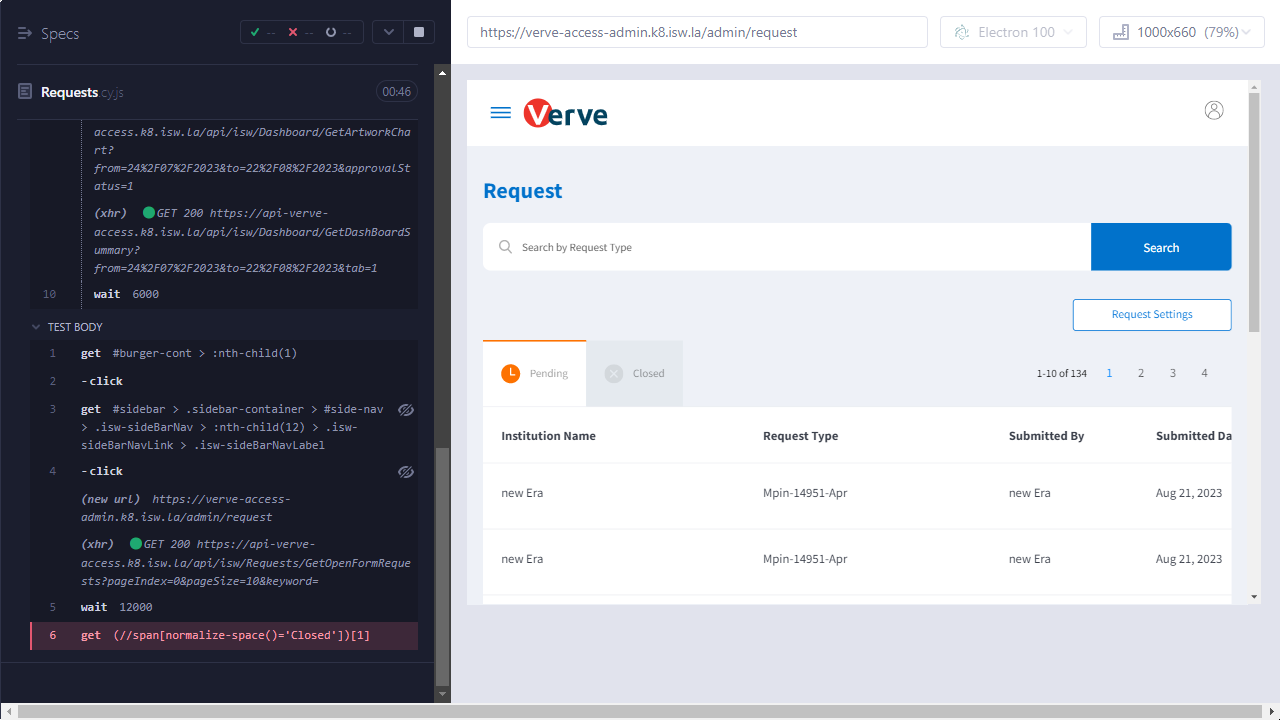 Specs
-- -- --
Requests.cy.js
00:46
access.k8.isw.la/api/isw/Dashboard/GetArtworkCha
rt?
from=24%2F07%2F2023&to=22%2F08%2F2023&approvalSt
atus=1
(xhr) GET 200 https://api-verve-
access.k8.isw.la/api/isw/Dashboard/GetDashBoardS
ummary?
from=24%2F07%2F2023&to=22%2F08%2F2023&tab=1
10 wait 6000
TEST BODY
1 get #burger-cont > :nth-child(1)
2 -click
3 get #sidebar > .sidebar-container > #side-nav
> .isw-sideBarNav > :nth-child(12) > .isw-
sideBarNavLink > .isw-sideBarNavLabel
4 -click
(new url) https://verve-access-
admin.k8.isw.la/admin/request
(xhr) GET 200 https://api-verve-
access.k8.isw.la/api/isw/Requests/GetOpenFormReque
sts?pageIndex=0&pageSize=10&keyword=
5 wait 12000
6 get (//span[normalize-space()='Closed'])[1]
https://verve-access-admin.k8.isw.la/admin/request
Electron 100
1000x660 (79%)
Verve
Request
Search by Request Type
Search
Request Settings
Pending
Closed
1-10 of 134 1 2 3 4
Institution Name Request Type Submitted By Submitted Da
new Era Mpin-14951-Apr new Era Aug 21, 2023
new Era Mpin-14951-Apr new Era Aug 21, 2023